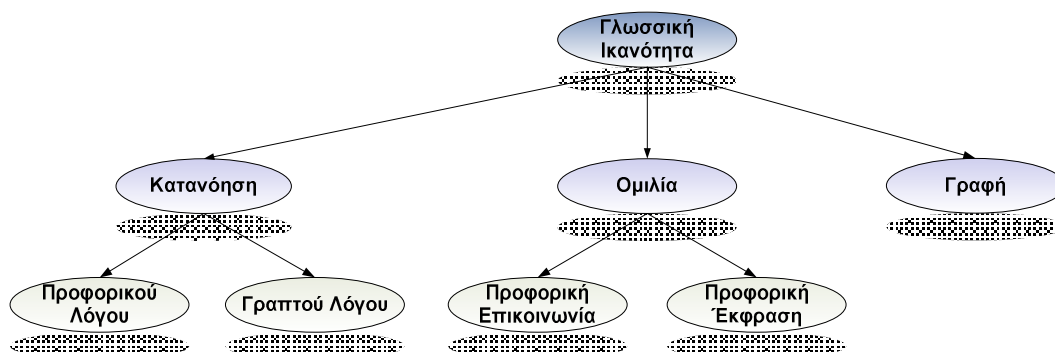 Γλωσσική
Ικανότητα
Κατανόηση
Ομιλία
Γραφή
Προφορικού
Λόγου
Γραπτού Λόγου
Προφορική
Επικοινωνία
Προφορική
Έκφραση